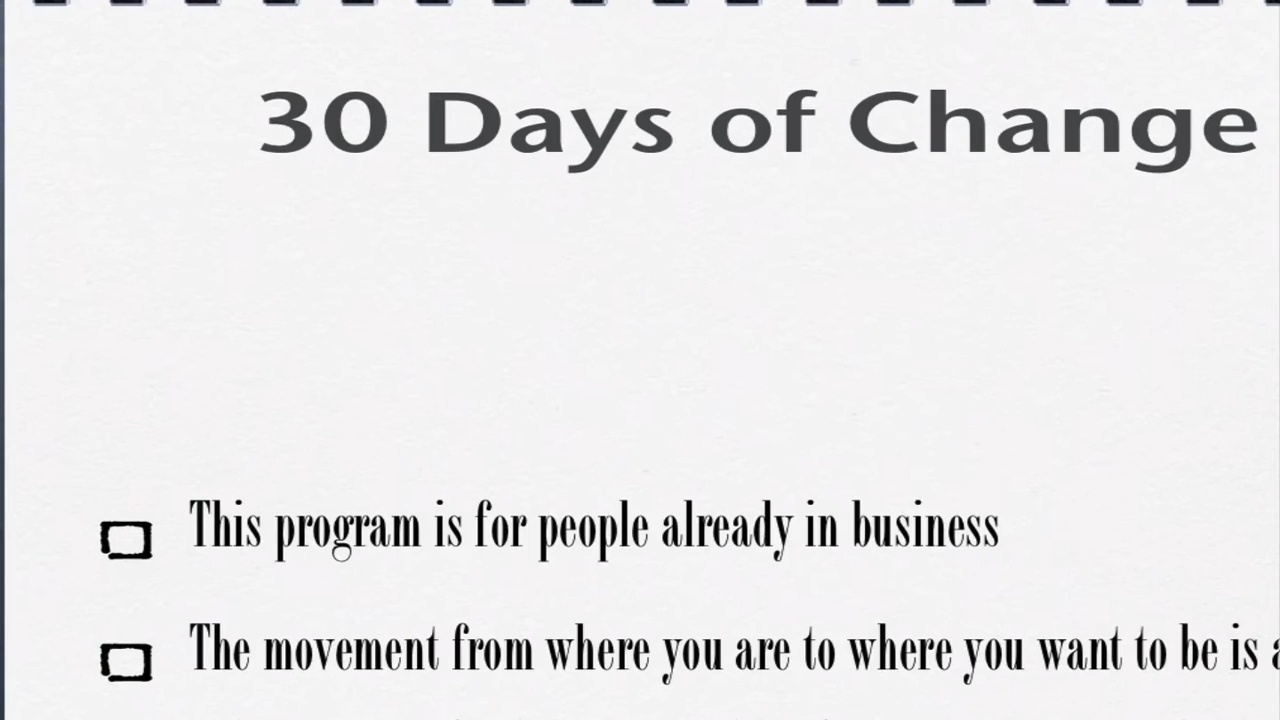 30 Days of Change
This program is for people already in business
The movement from where you are to where you want to be is